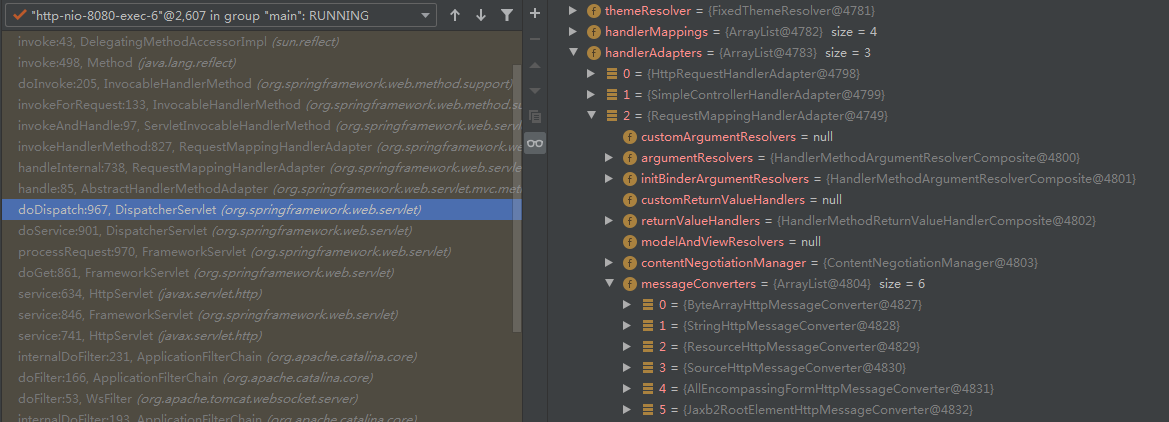 "http-nio-8080-exec-6"@2,607 in group "main": RUNNING
invoke:43, DelegatingMethodAccessorImpl (sun.reflect)
invoke:498, Method (java.lang.reflect)
doInvoke:205, InvocableHandlerMethod (org.springframework.web.method.support)
invokeForRequest:133, InvocableHandlerMethod (org.springframework.web.method.su
invokeAndHandle:97, ServletInvocableHandlerMethod (org.springframework.web.serv
invokeHandlerMethod:827, RequestMappingHandlerAdapter (org.springframework.we
handleInternal:738, RequestMappingHandlerAdapter (org.springframework.web.serv
handle:85, AbstractHandlerMethodAdapter (org.springframework.web.servlet.mvc.me
doDispatch:967, DispatcherServlet (org.springframework.web.servlet)
doService:901, DispatcherServlet (org.springframework.web.servlet)
processRequest:970, FrameworkServlet (org.springframework.web.servlet)
doGet:861, FrameworkServlet (org.springframework.web.servlet)
service:634, HttpServlet (javax.servlet.http)
service:846, FrameworkServlet (org.springframework.web.servlet)
service:741, HttpServlet (javax.servlet.http)
internalDoFilter:231, ApplicationFilterChain (org.apache.catalina.core)
doFilter:166, ApplicationFilterChain (org.apache.catalina.core)
doFilter:53, WsFilter (org.apache.tomcat.websocket.server)
internalDoFilter:193, ApplicationFilterChain (org.apache.catalina.core)
themeResolver = {FixedThemeResolver@4781}
handlerMappings = {ArrayList@4782} size = 4
handlerAdapters = {ArrayList@4783} size = 3
0 = {HttpRequestHandlerAdapter@4798}
1 = {SimpleControllerHandlerAdapter@4799}
2 = {RequestMappingHandlerAdapter@4749}
customArgumentResolvers = null
argumentResolvers = {HandlerMethodArgumentResolverComposite@4800}
initBinderArgumentResolvers = {HandlerMethodArgumentResolverComposite@4801}
customReturnValueHandlers = null
returnValueHandlers = {HandlerMethodReturnValueHandlerComposite@4802}
modelAndViewResolvers = null
contentNegotiationManager = {ContentNegotiationManager@4803}
messageConverters = {ArrayList@4804} size = 6
0 = {ByteArrayHttpMessageConverter@4827}
1 = {StringHttpMessageConverter@4828}
2 = {ResourceHttpMessageConverter@4829}
3 = {SourceHttpMessageConverter@4830}
4 = {AllEncompassingFormHttpMessageConverter@4831}
5 = {Jaxb2RootElementHttpMessageConverter@4832}